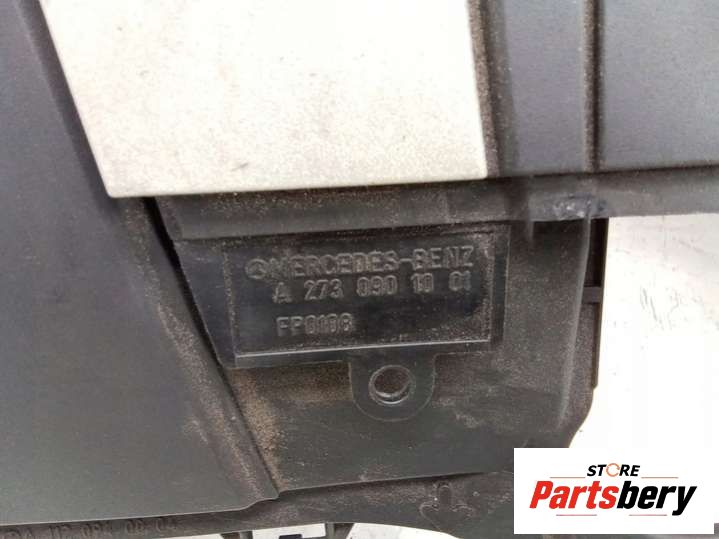 MERCEDES-BENZ
A 273 090 10 01
FP0108
STORE
Partsbery